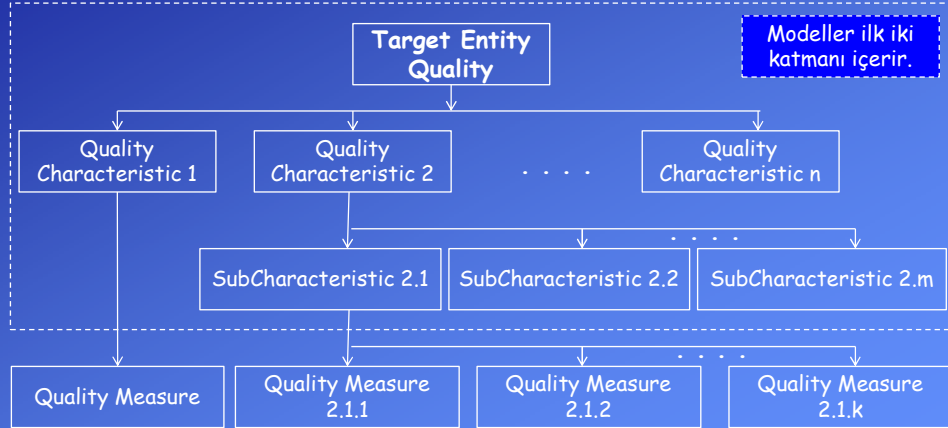 Target Entity
Quality
Modeller ilk iki
katmanı içerir.
Quality
Characteristic 1
Quality
Characteristic 2
. . . .
Quality
Characteristic n
. . . .
SubCharacteristic 2.1
SubCharacteristic 2.2
SubCharacteristic 2.m
. . . .
Quality Measure
Quality Measure
2.1.1
Quality Measure
2.1.2
Quality Measure
2.1.k